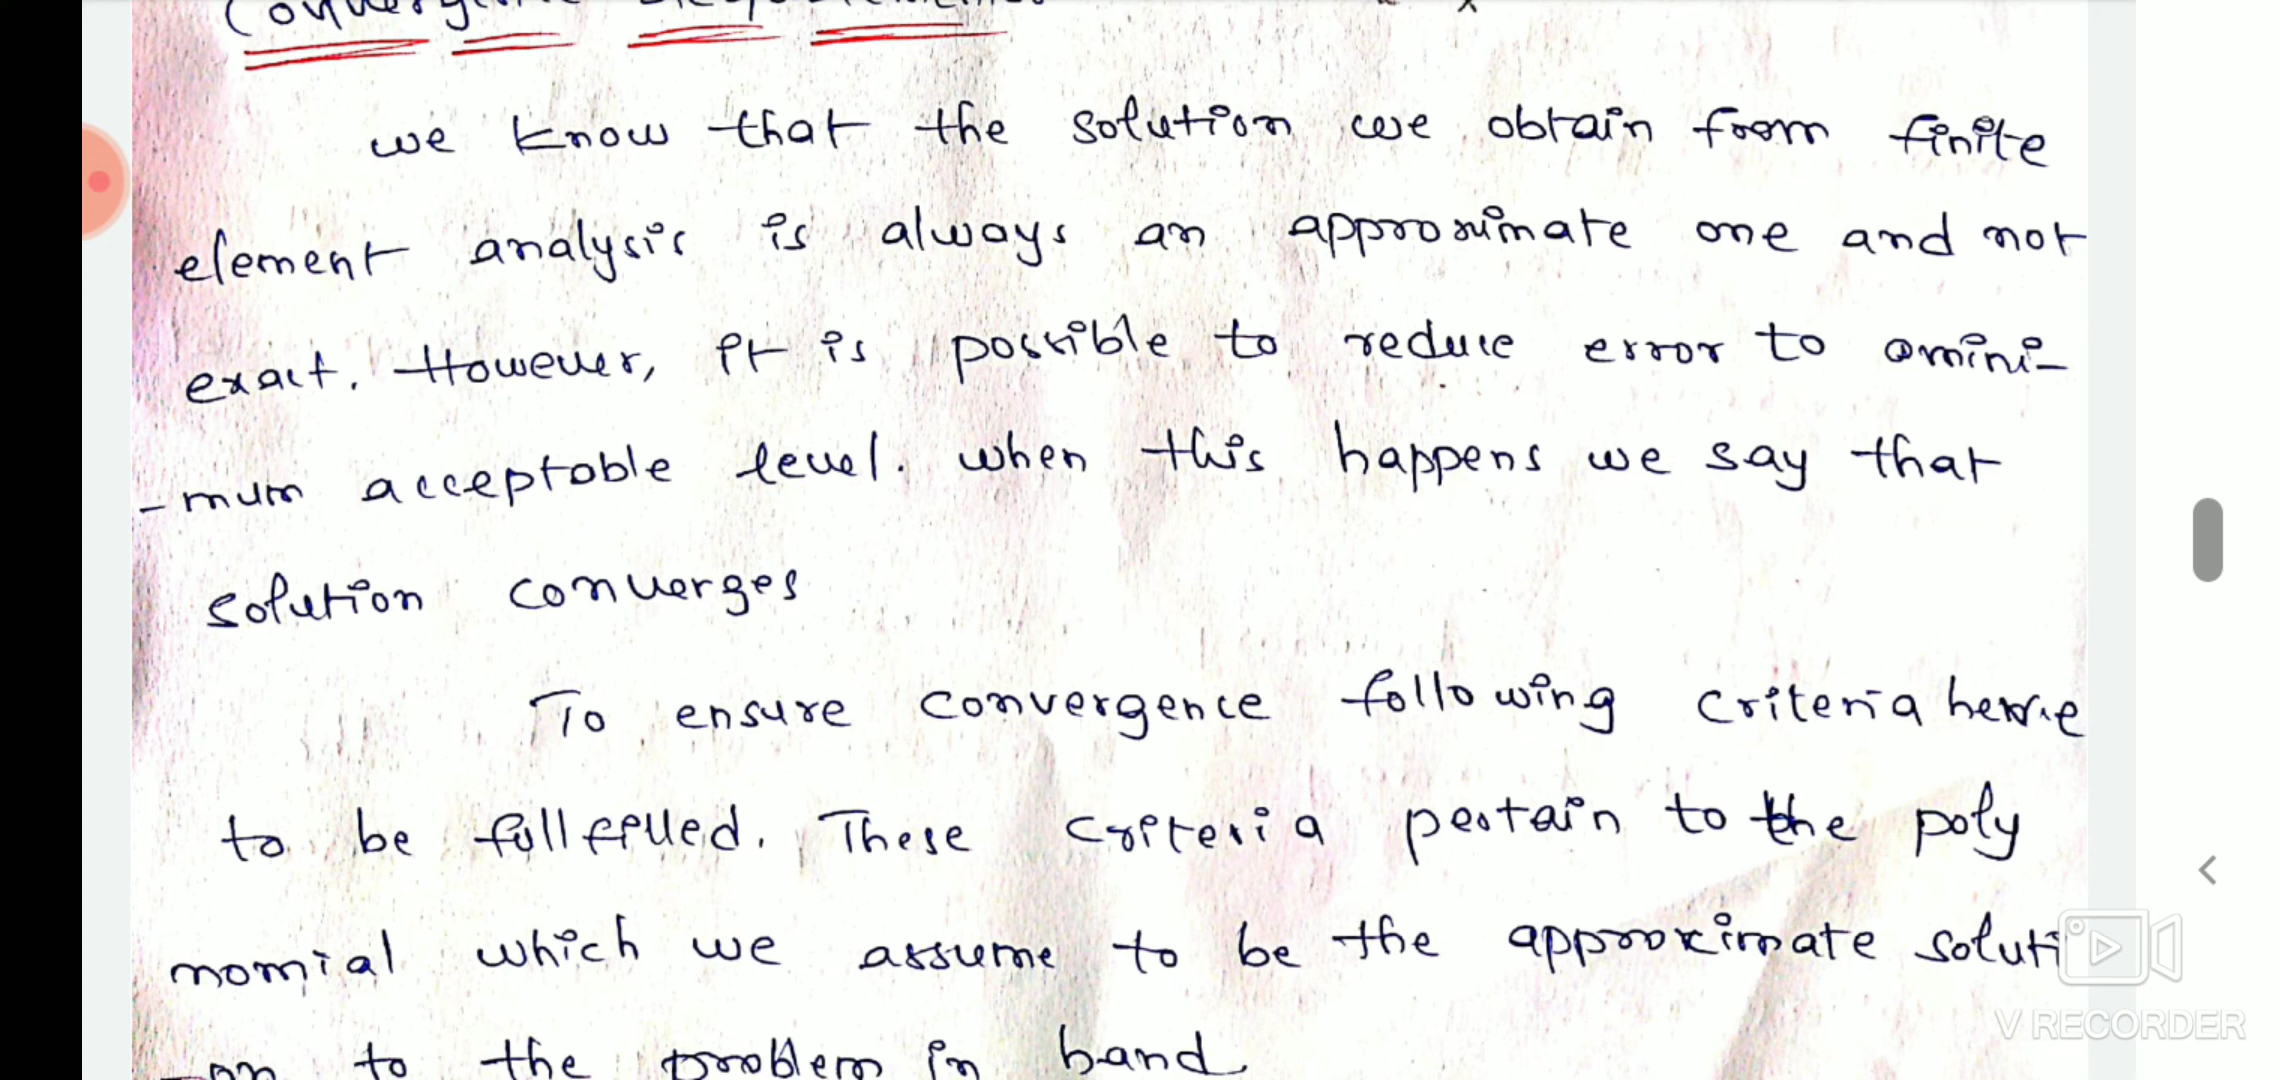 we know that the solution we obtain from finite
element analysis is always an approximate one and not
exact. However, it is possible to reduce error to a mini-
-mum acceptable level. when this happens we say that
solution converges
To ensure convergence following criteria have
to be fullfilled. These criteria pertain to the poly
nomial which we assume to be the approximate soluti
-on to the problem in hand
V RECORDER